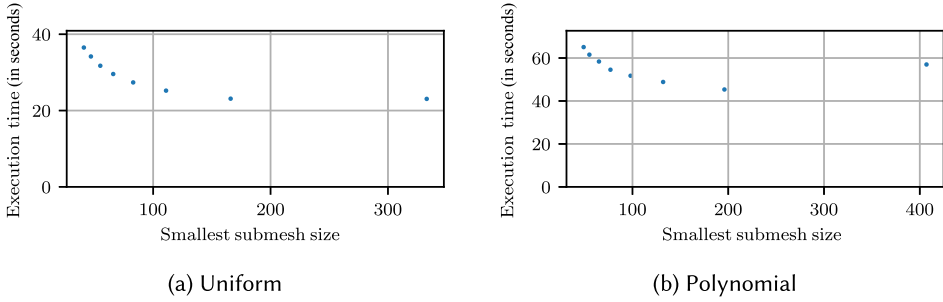 Execution time (in seconds)
40
20
0
100 200 300
Smallest submesh size
(a) Uniform
Execution time (in seconds)
60
40
20
0
100 200 300 400
Smallest submesh size
(b) Polynomial